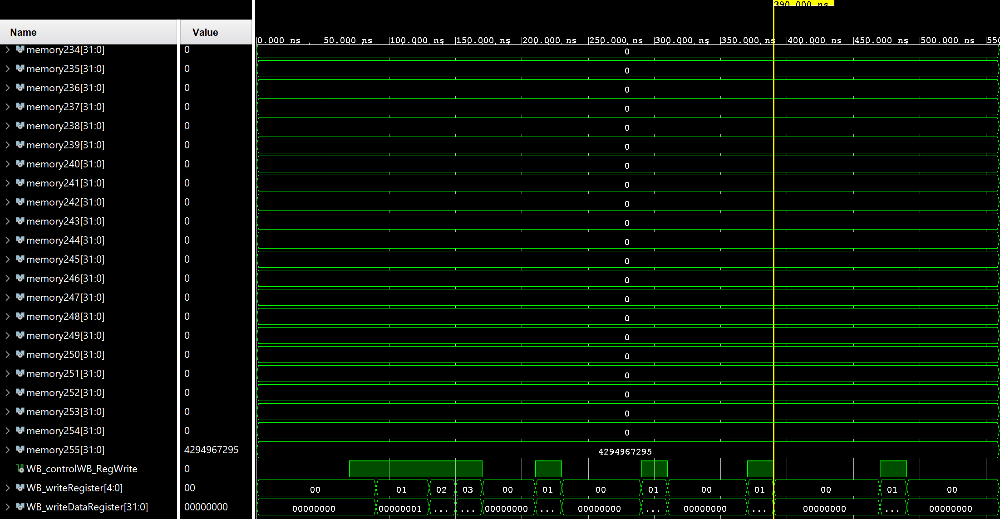 390.000 ns
Name Value
0.000 ns 50.000 ns 100.000 ns 150.000 ns 200.000 ns 250.000 ns 300.000 ns 350.000 ns 400.000 ns 450.000 ns 500.000 ns 550
memory234[31:0] 0 0
memory235[31:0] 0 0
memory236[31:0] 0 0
memory237[31:0] 0 0
memory238[31:0] 0 0
memory239[31:0] 0 0
memory240[31:0] 0 0
memory241[31:0] 0 0
memory242[31:0] 0 0
memory243[31:0] 0 0
memory244[31:0] 0 0
memory245[31:0] 0 0
memory246[31:0] 0 0
memory247[31:0] 0 0
memory248[31:0] 0 0
memory249[31:0] 0 0
memory250[31:0] 0 0
memory251[31:0] 0 0
memory252[31:0] 0 0
memory253[31:0] 0 0
memory254[31:0] 0 0
memory255[31:0] 4294967295 4294967295
WB_controlWB_RegWrite 0
WB_writeRegister[4:0] 00 00 01 02 03 00 01 00 01 00 01 00 01 00
WB_writeDataRegister[31:0] 00000000 00000000 00000001 ... ... 00000000 ... 00000000 ... 00000000 ... 00000000 ... 00000000